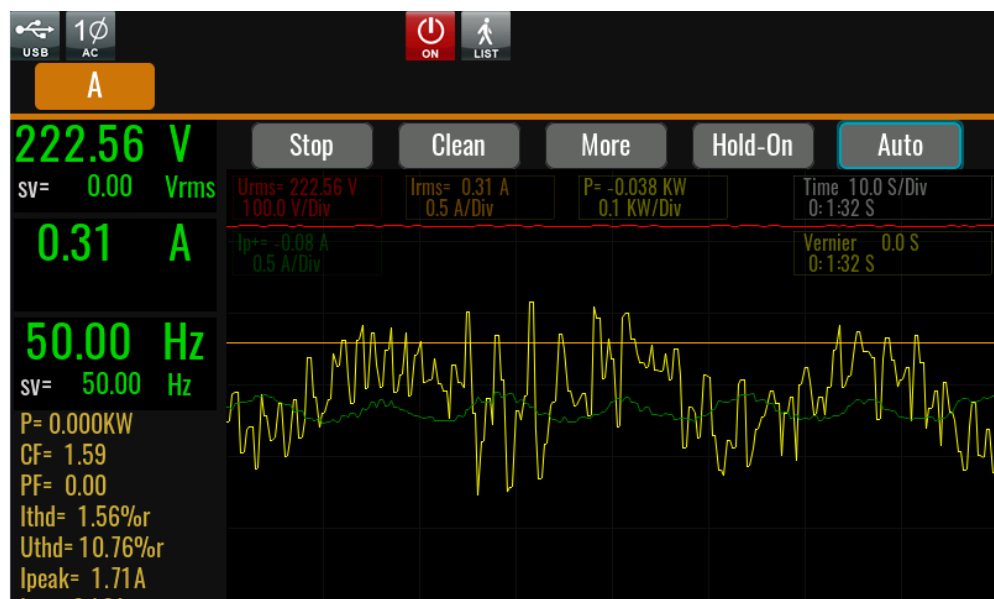 USB
1Ø
AC
ON
LIST
A
222.56 V
sv= 0.00 Vrms
0.31 A
50.00 Hz
sv= 50.00 Hz
P= 0.000KW
CF= 1.59
PF= 0.00
Ithd= 1.56%r
Uthd= 10.76%r
Ipeak= 1.71A
Stop Clean More Hold-On Auto
Urms= 222.56 V
100.0 V/Div
Irms= 0.31 A
0.5 A/Div
P= -0.038 KW
0.1 KW/Div
Time 10.0 S/Div
0: 1:32 S
Ip+= -0.08 A
0.5 A/Div
Vernier 0.0 S
0: 1:32 S